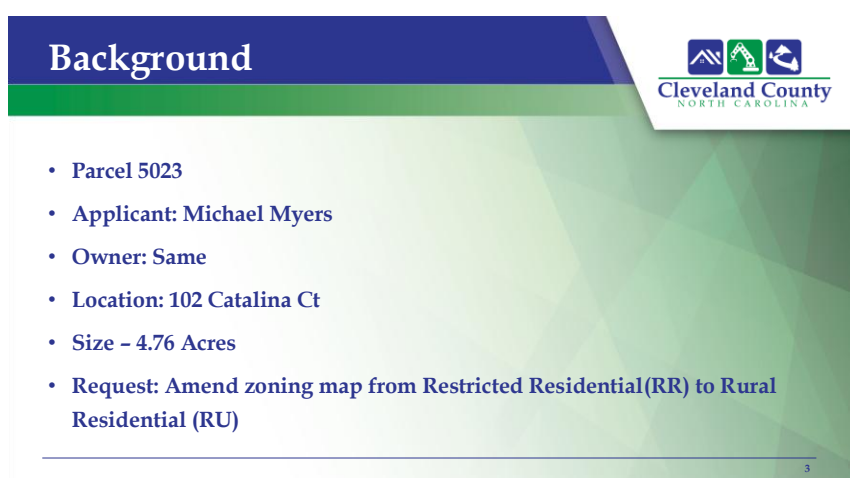 Background
Cleveland County
NORTH CAROLINA
• Parcel 5023
• Applicant: Michael Myers
• Owner: Same
• Location: 102 Catalina Ct
• Size – 4.76 Acres
• Request: Amend zoning map from Restricted Residential(RR) to Rural
Residential (RU)
3